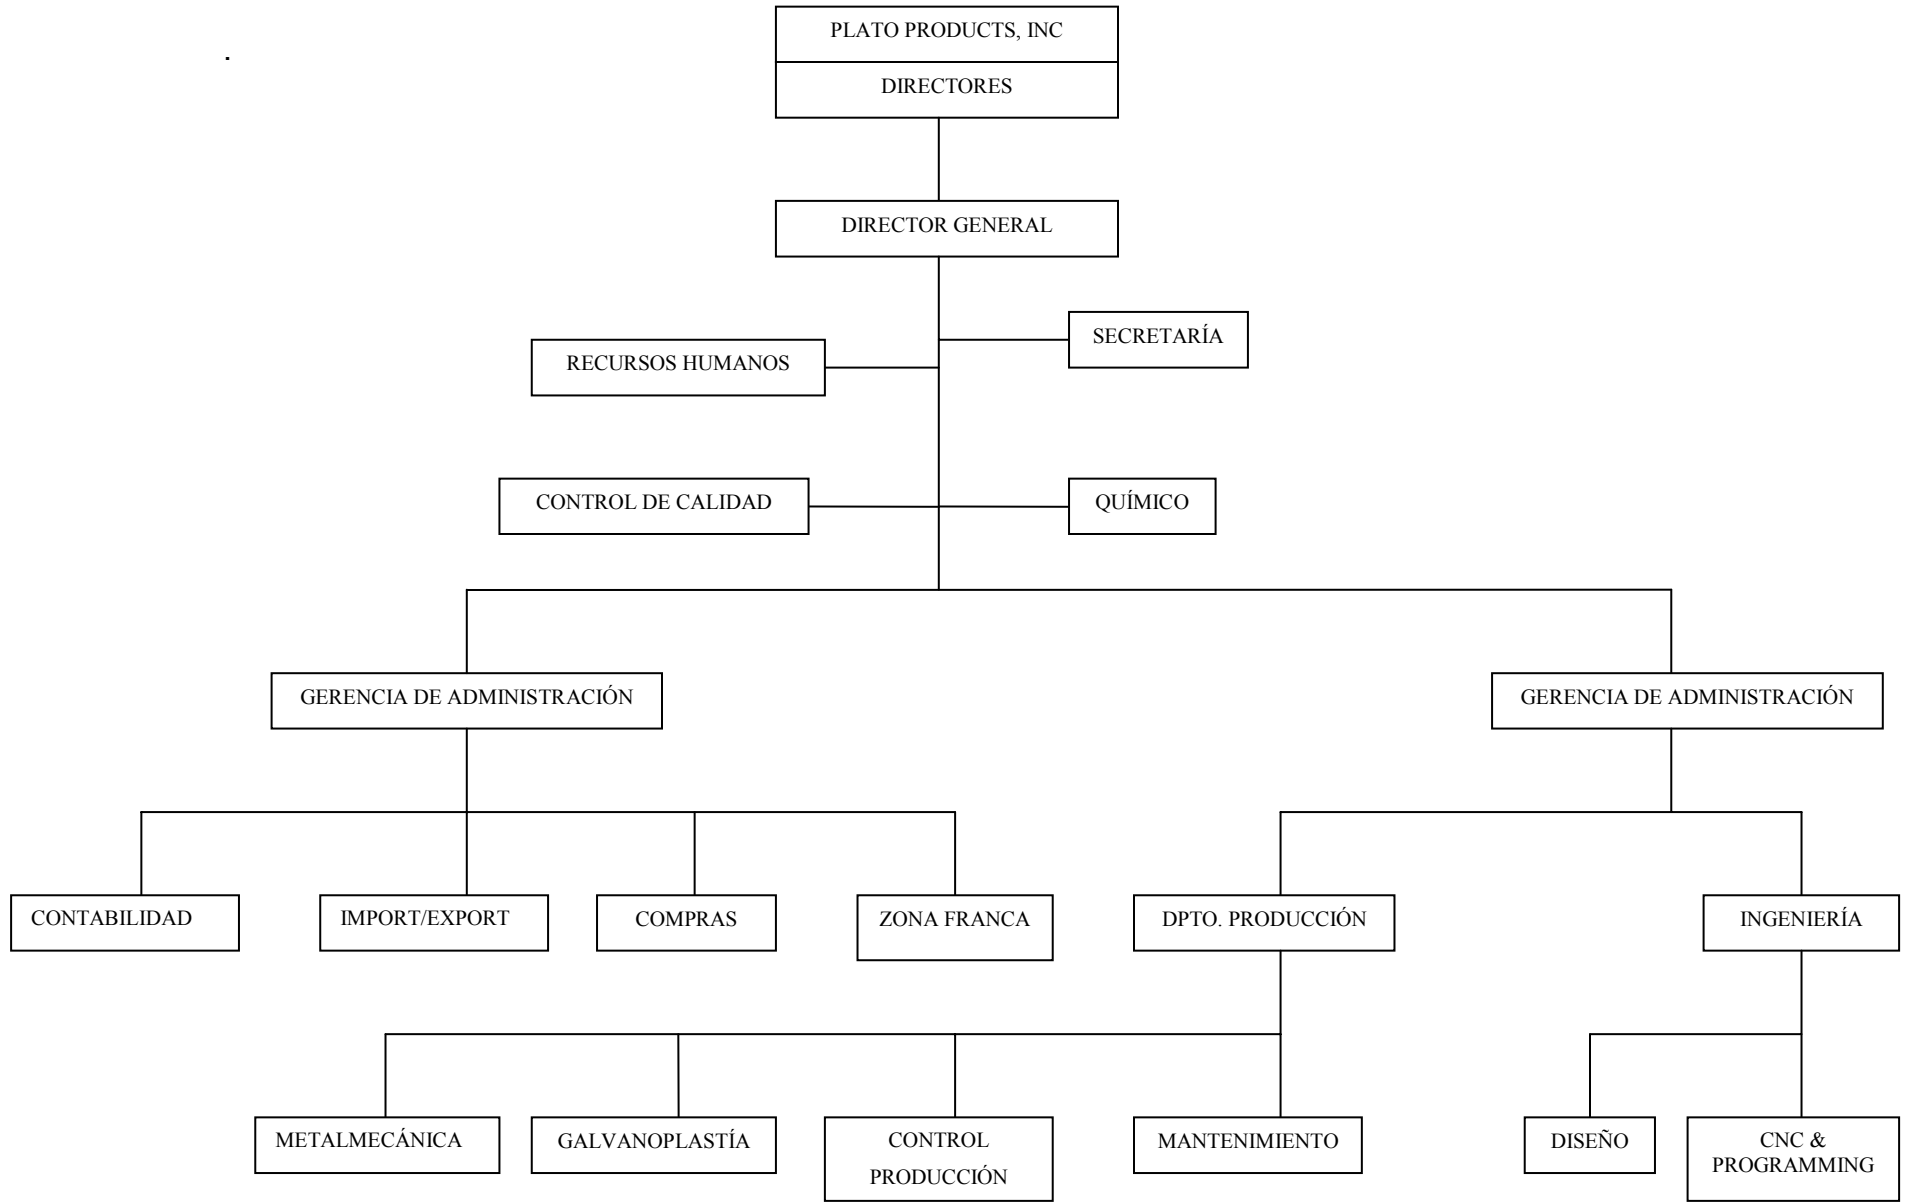 PLATO PRODUCTS, INC
DIRECTORES
.
DIRECTOR GENERAL
SECRETARÍA
RECURSOS HUMANOS
CONTROL DE CALIDAD
QUÍMICO
GERENCIA DE ADMINISTRACIÓN
GERENCIA DE ADMINISTRACIÓN
CONTABILIDAD
IMPORT/EXPORT
COMPRAS
ZONA FRANCA
DPTO. PRODUCCIÓN
INGENIERÍA
METALMECÁNICA
GALVANOPLASTÍA
CONTROL
PRODUCCIÓN
MANTENIMIENTO
DISEÑO
CNC &
PROGRAMMING